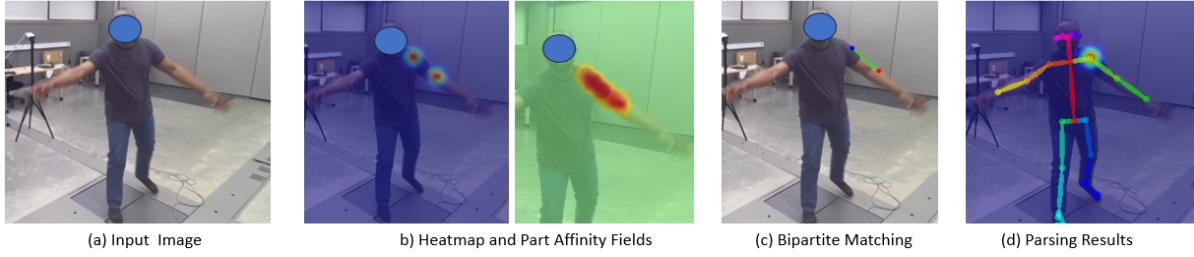 (a) Input  Image
b) Heatmap and Part Affinity Fields
(c) Bipartite Matching
(d) Parsing Results